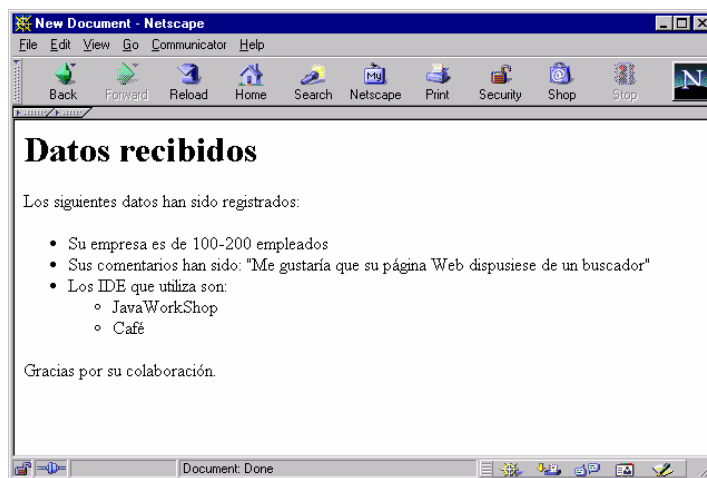 New Document - Netscape
File Edit View Go Communicator Help
Back Forward Reload Home Search Netscape Print Security Shop Stop
My
N
Datos recibidos
Los siguientes datos han sido registrados:
• Su empresa es de 100-200 empleados
• Sus comentarios han sido: "Me gustaría que su página Web dispusiese de un buscador"
• Los IDE que utiliza son:
◦ JavaWorkShop
◦ Café
Gracias por su colaboración.
Document: Done